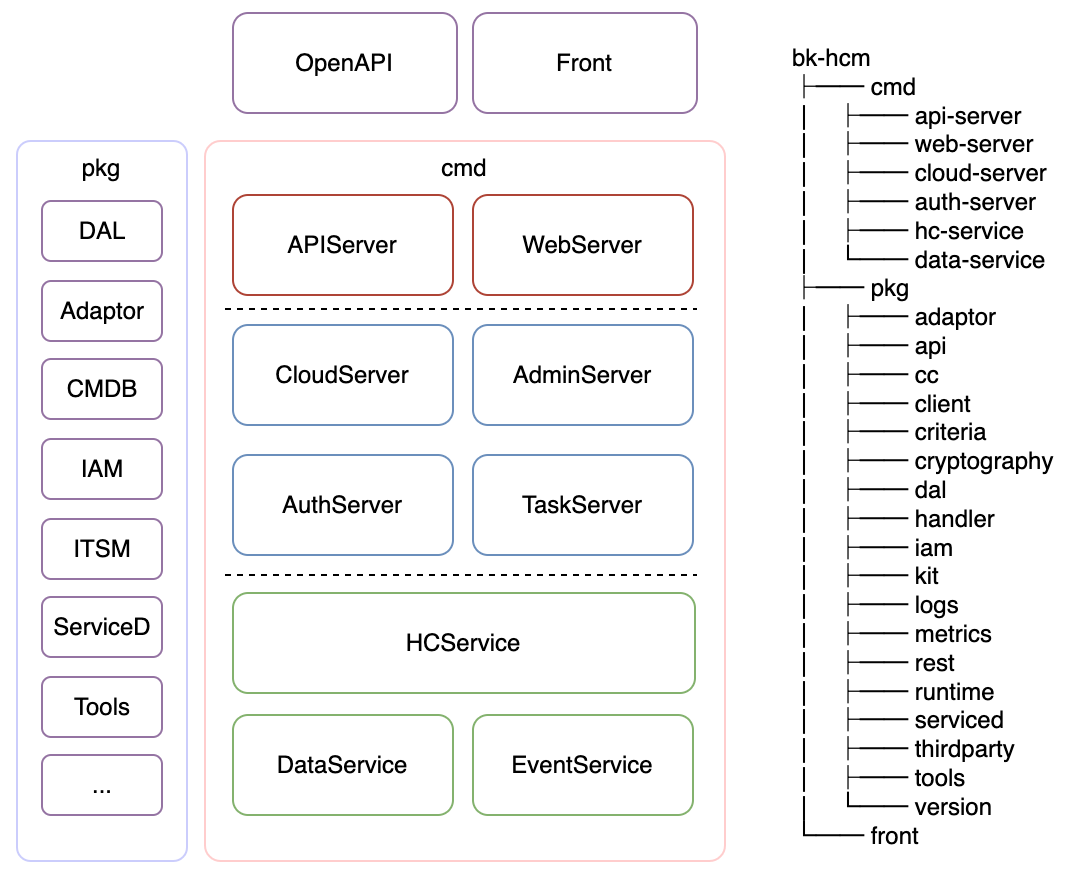 OpenAPI
Front
pkg
DAL
Adaptor
CMDB
IAM
ITSM
ServiceD
Tools
...
cmd
APIServer
WebServer
CloudServer
AdminServer
AuthServer
TaskServer
HCService
DataService
EventService
bk-hcm
cmd
api-server
web-server
cloud-server
auth-server
hc-service
data-service
pkg
adaptor
api
cc
client
criteria
cryptography
dal
handler
iam
kit
logs
metrics
rest
runtime
serviced
thirdparty
tools
version
front